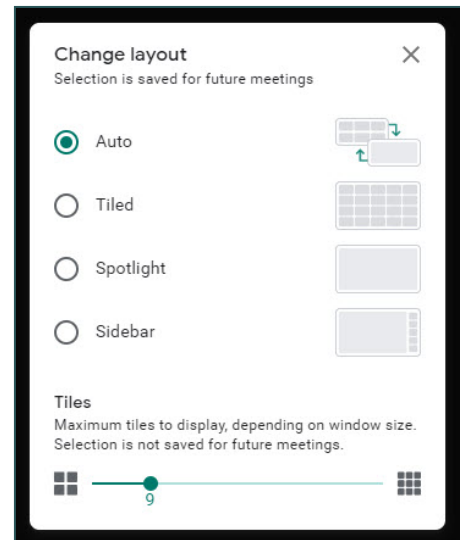 Change layout
Selection is saved for future meetings
Auto
Tiled
Spotlight
Sidebar
Tiles
Maximum tiles to display, depending on window size.
Selection is not saved for future meetings.
9